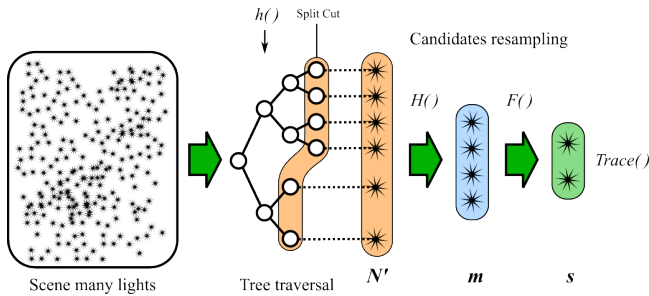 h()
Split Cut
Candidates resampling
H()
F()
Trace()
Scene many lights
Tree traversal
N'
m
s